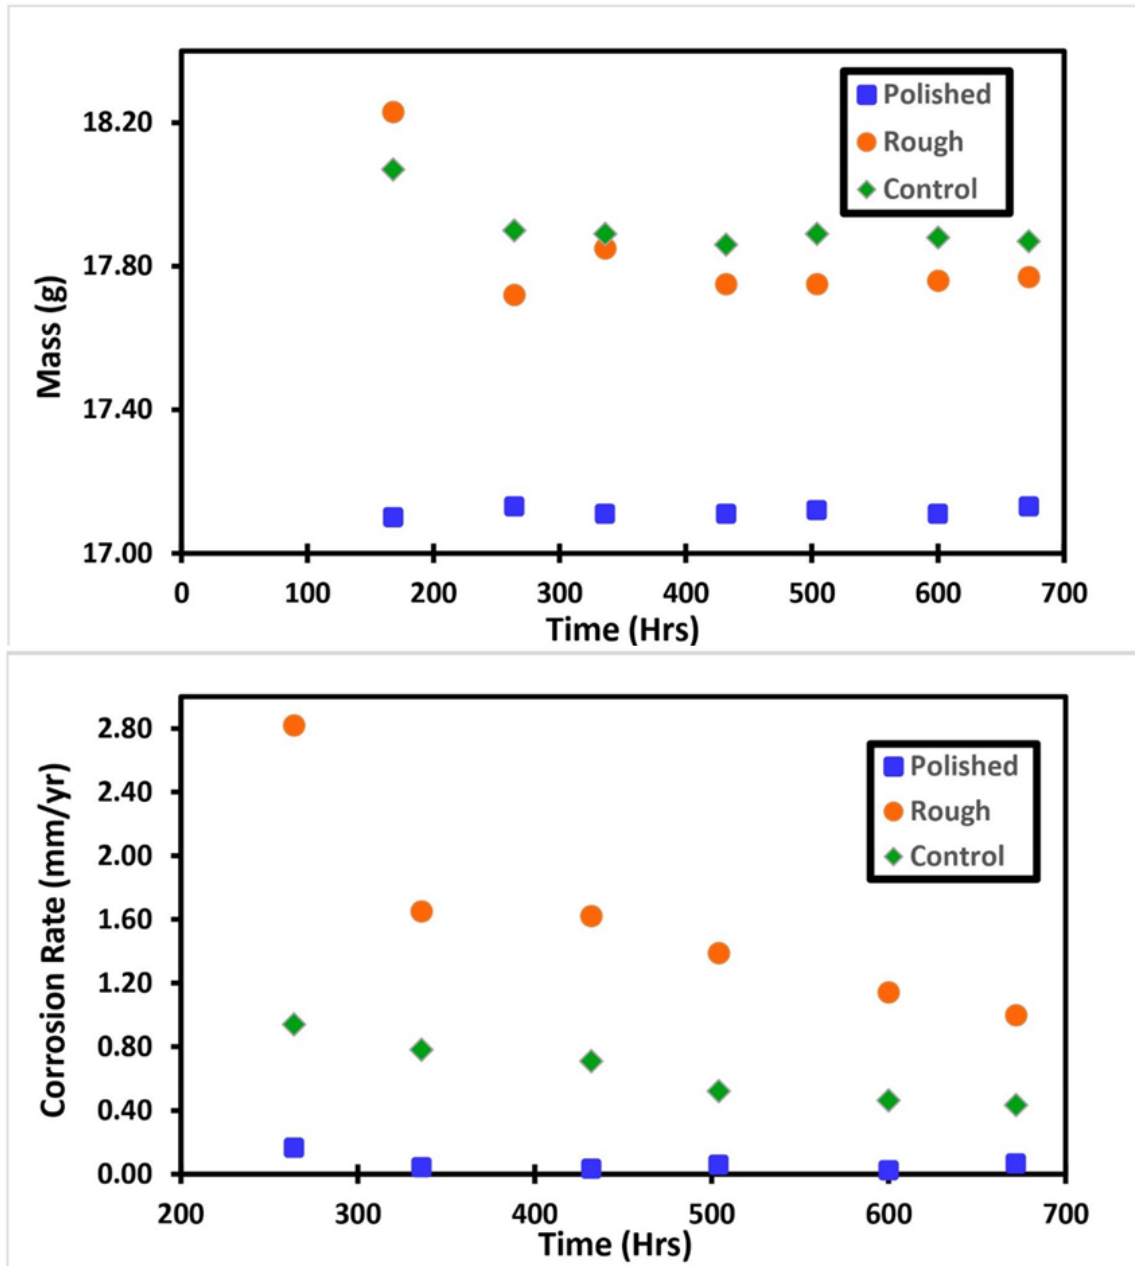 Mass (g)
18.20
17.80
17.40
17.00
0 100 200 300 400 500 600 700
Time (Hrs)
Polished
Rough
Control
Corrosion Rate (mm/yr)
2.80
2.40
2.00
1.60
1.20
0.80
0.40
0.00
200 300 400 500 600 700
Time (Hrs)
Polished
Rough
Control